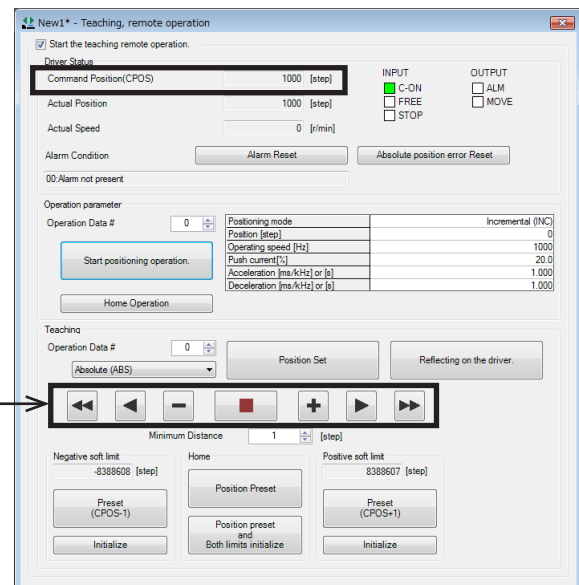 New1* - Teaching, remote operation
Start the teaching remote operation.
Driver Status
Command Position(CPOS) 1000 [step]
INPUT OUTPUT
C-ON ALM
Actual Position 1000 [step]
FREE MOVE
STOP
Actual Speed 0 [r/min]
Alarm Condition Alarm Reset Absolute position error Reset
00:Alarm not present
Operation parameter
Operation Data # 0
Positioning mode Incremental (INC)
Position [step] 0
Operating speed [Hz] 1000
Push current[%] 20.0
Acceleration [ms/kHz] or [s] 1.000
Deceleration [ms/kHz] or [s] 1.000
Start positioning operation.
Home Operation
Teaching
Operation Data # 0
Absolute (ABS)
Position Set
Reflecting on the driver.
Minimum Distance 1 [step]
Negative soft limit
-8388608 [step]
Preset
(CPOS-1)
Initialize
Home
Position Preset
Position preset
and
Both limits initialize
Positive soft limit
8388607 [step]
Preset
(CPOS+1)
Initialize